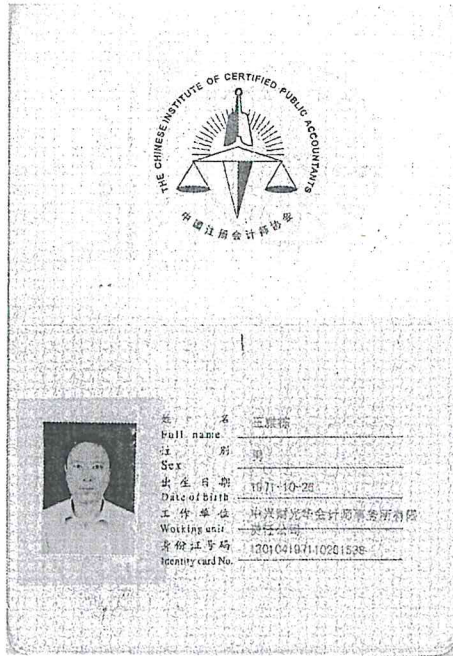 THE CHINESE INSTITUTE OF CERTIFIED PUBLIC ACCOUNTANTS
中国注册会计师协会
姓 名
Full name
性 别 男
Sex
出生日期 1971-10-
Date of birth
工作单位 中兴财光华会计师事务所有限
Working unit 责任公司
身份证号码
Identity card No.